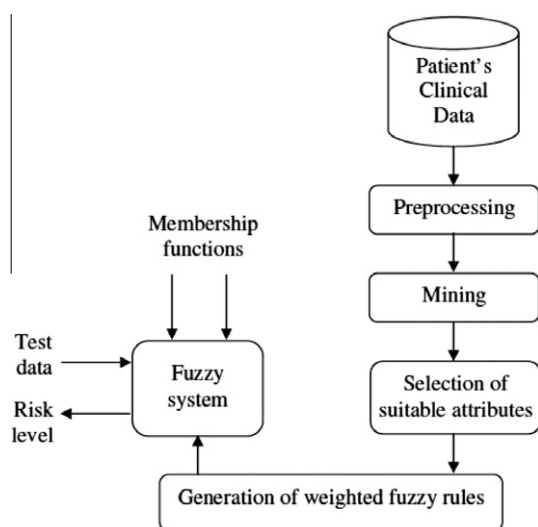 Patient's
Clinical
Data
Preprocessing
Mining
Selection of
suitable attributes
Generation of weighted fuzzy rules
Membership
functions
Test
data
Fuzzy
system
Risk
level